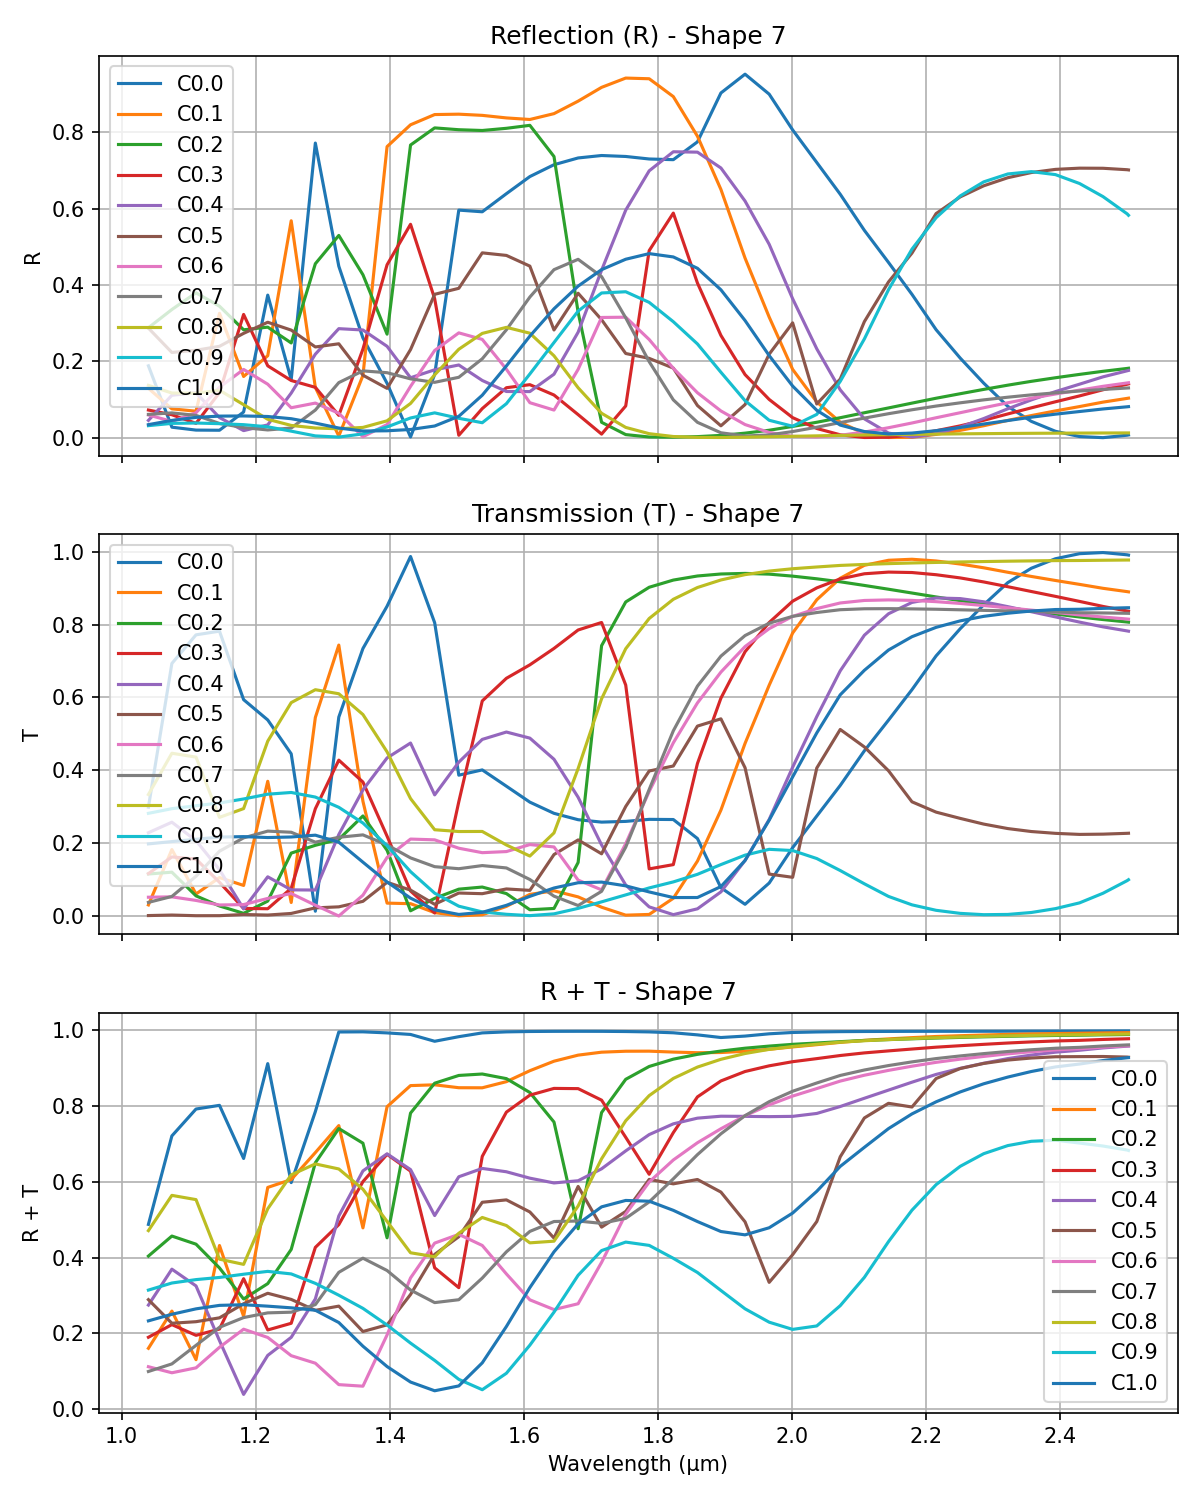 Reflection (R) - Shape 7
R
0.8
0.6
0.4
0.2
0.0
C0.0
C0.1
C0.2
C0.3
C0.4
C0.5
C0.6
C0.7
C0.8
C0.9
C1.0
Transmission (T) - Shape 7
T
1.0
0.8
0.6
0.4
0.2
0.0
C0.0
C0.1
C0.2
C0.3
C0.4
C0.5
C0.6
C0.7
C0.8
C0.9
C1.0
R + T - Shape 7
R + T
1.0
0.8
0.6
0.4
0.2
0.0
C0.0
C0.1
C0.2
C0.3
C0.4
C0.5
C0.6
C0.7
C0.8
C0.9
C1.0
1.0 1.2 1.4 1.6 1.8 2.0 2.2 2.4
Wavelength (μm)